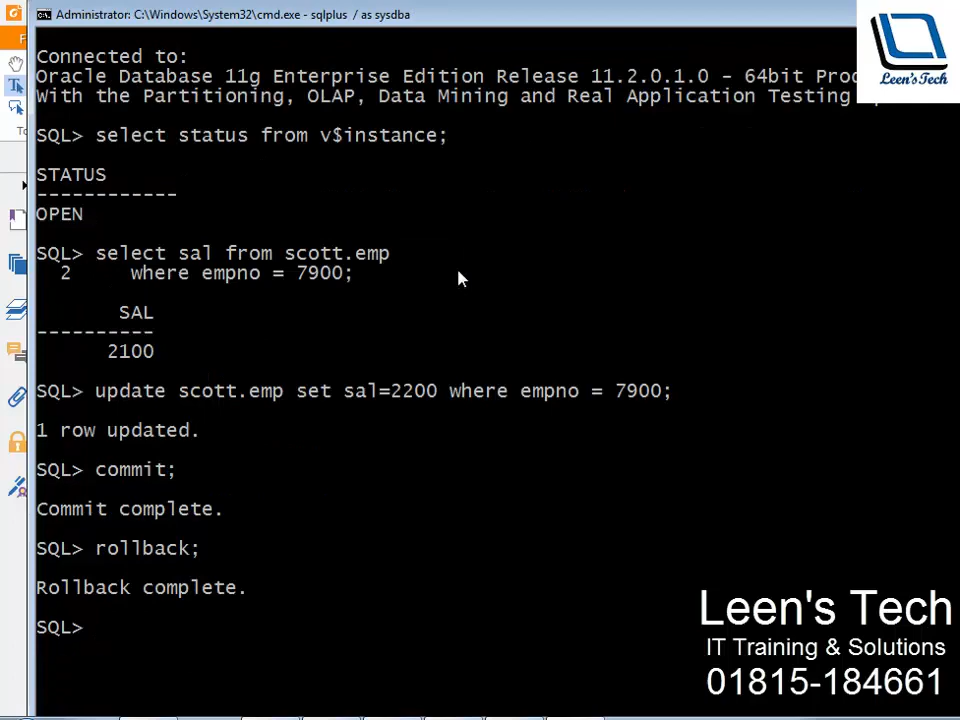 Administrator: C:\Windows\System32\cmd.exe - sqlplus / as sysdba
Leen'sTech
Connected to:
Oracle Database 11g Enterprise Edition Release 11.2.0.1.0 - 64bit
With the Partitioning, OLAP, Data Mining and Real Application Testing
SQL> select status from v$instance;
STATUS
------------
OPEN
SQL> select sal from scott.emp
2 where empno = 7900;
SAL
----------
2100
SQL> update scott.emp set sal=2200 where empno = 7900;
1 row updated.
SQL> commit;
Commit complete.
SQL> rollback;
Rollback complete.
SQL>
Leen's Tech
IT Training & Solutions
01815-184661